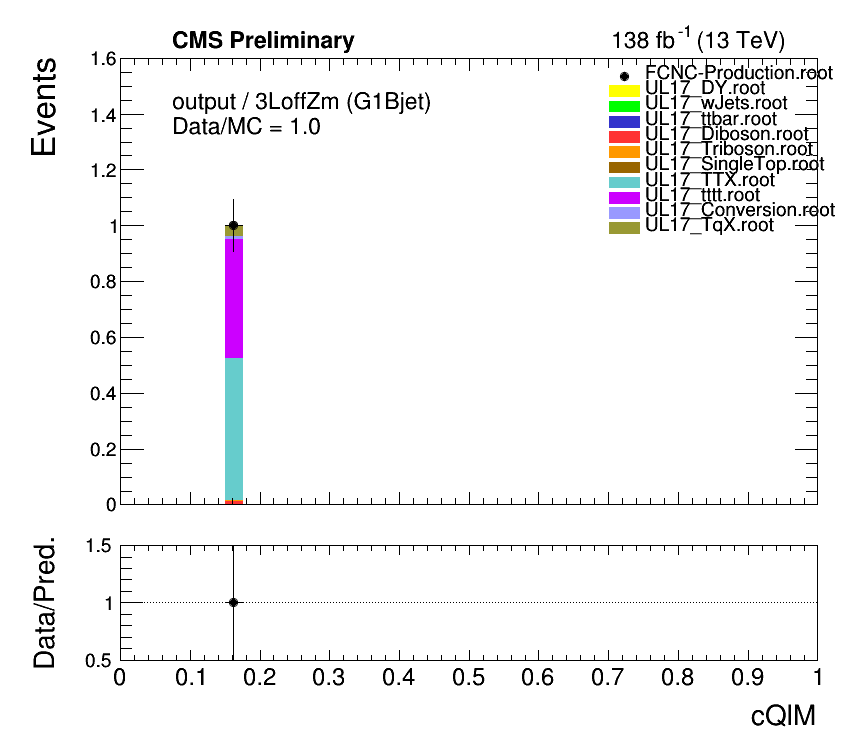 CMS Preliminary
138 fb-1 (13 TeV)
Events
1.6
1.4
1.2
1
0.8
0.6
0.4
0.2
0
output / 3LoffZm (G1Bjet)
Data/MC = 1.0
FCNC-Production.root
UL17_DY.root
UL17_wJets.root
UL17_ttbar.root
UL17_Diboson.root
UL17_Triboson.root
UL17_SingleTop.root
UL17_TTX.root
UL17_tttt.root
UL17_Conversion.root
UL17_TqX.root
Data/Pred.
1.5
1
0.5
0 0.1 0.2 0.3 0.4 0.5 0.6 0.7 0.8 0.9 1
cQlM